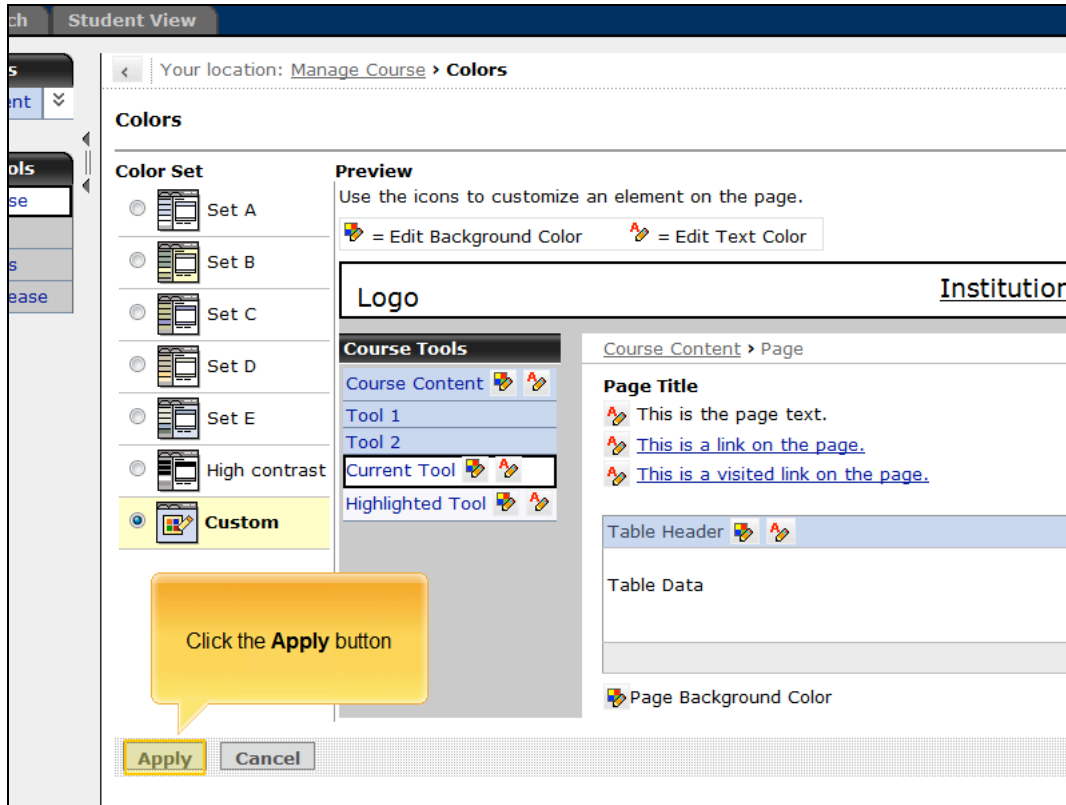 ch Student View
s
ent
ols
se
s
ease
Your location: Manage Course › Colors
Colors
Color Set
Set A
Set B
Set C
Set D
Set E
High contrast
Custom
Preview
Use the icons to customize an element on the page.
= Edit Background Color = Edit Text Color
Logo Institution
Course Tools
Course Content
Tool 1
Tool 2
Current Tool
Highlighted Tool
Course Content › Page
Page Title
This is the page text.
This is a link on the page.
This is a visited link on the page.
Table Header
Table Data
Page Background Color
Click the Apply button
Apply Cancel